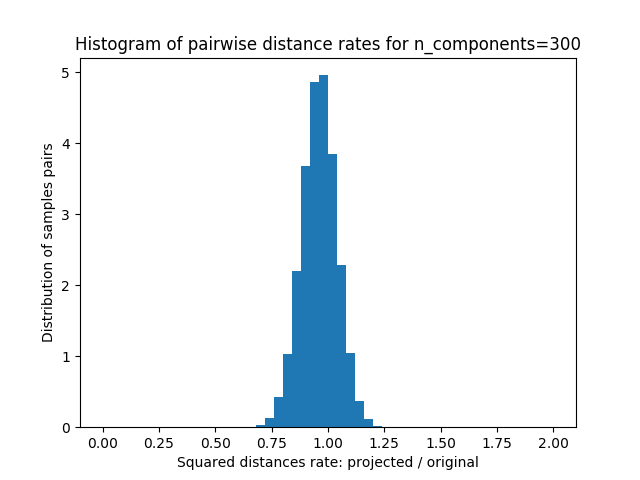 Histogram of pairwise distance rates for n_components=300
5
4
3
2
1
0
Distribution of samples pairs
0.00 0.25 0.50 0.75 1.00 1.25 1.50 1.75 2.00
Squared distances rate: projected / original